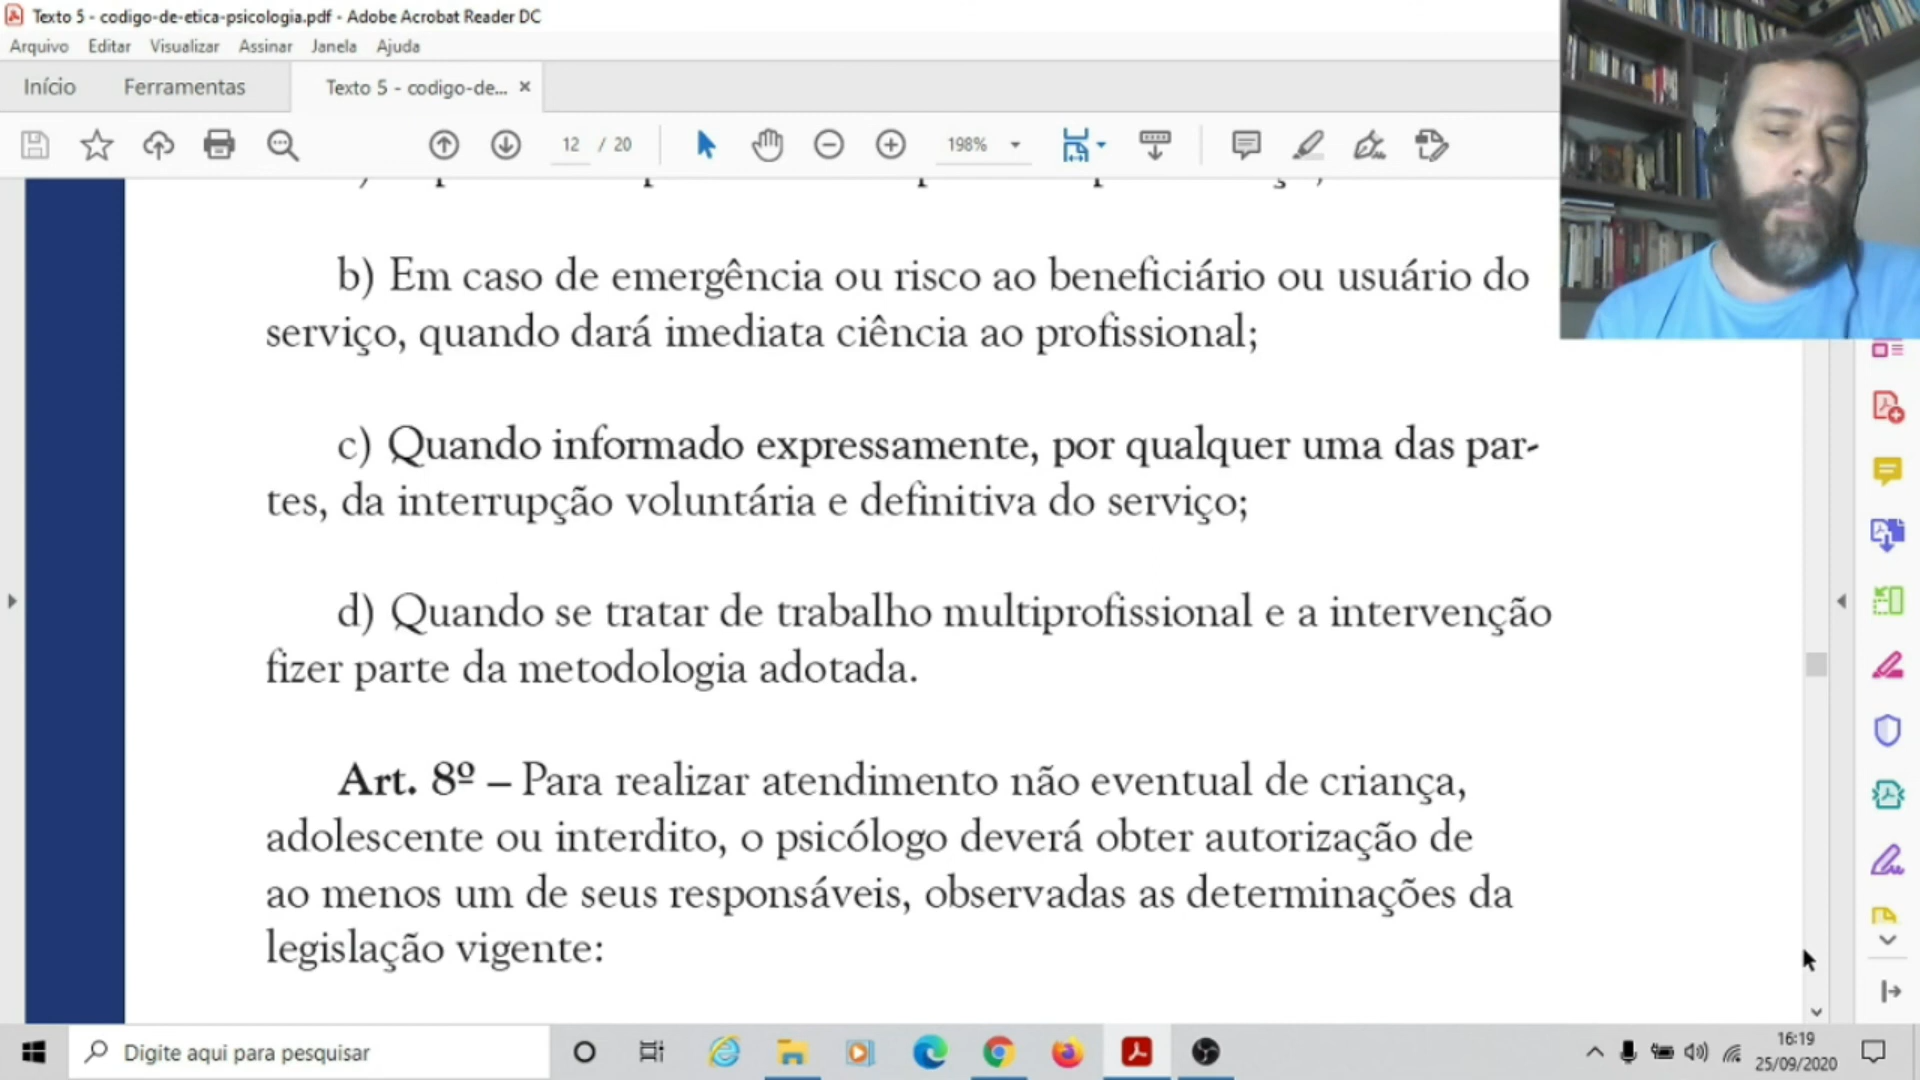 Texto 5 - codigo-de-etica-psicologia.pdf - Adobe Acrobat Reader DC
Arquivo Editar Visualizar Assinar Janela Ajuda
Início Ferramentas Texto 5 - codigo-de... ×
12 / 20 198%
b) Em caso de emergência ou risco ao beneficiário ou usuário do
serviço, quando dará imediata ciência ao profissional;
c) Quando informado expressamente, por qualquer uma das par-
tes, da interrupção voluntária e definitiva do serviço;
d) Quando se tratar de trabalho multiprofissional e a intervenção
fizer parte da metodologia adotada.
Art. 8º – Para realizar atendimento não eventual de criança,
adolescente ou interdito, o psicólogo deverá obter autorização de
ao menos um de seus responsáveis, observadas as determinações da
legislação vigente:
Digite aqui para pesquisar
16:19
25/09/2020